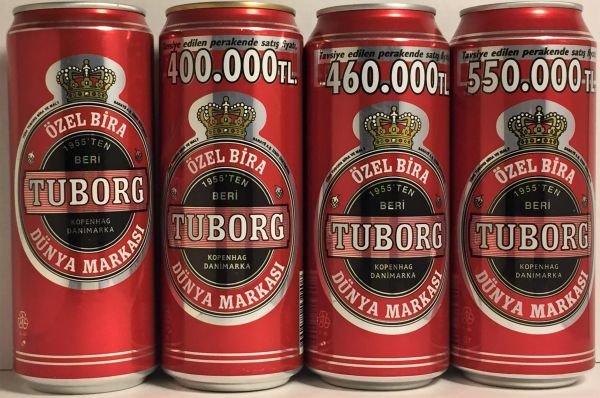 ÖZEL BİRA
1955'TEN
BERİ
TUBORG
KOPENHAG
DANİMARKA
DÜNYA MARKASI
Tavsiye edilen perakende satış fiyatı
400.000TL.
ÖZEL BİRA
1955'TEN
BERİ
TUBORG
KOPENHAG
DANİMARKA
DÜNYA MARKASI
Tavsiye edilen perakende satış
460.000TL
ÖZEL BİRA
1955'TEN
BERİ
TUBORG
KOPENHAG
DANİMARKA
DÜNYA MARKASI
Tavsiye edilen perakende satış
550.000TL
ÖZEL BİRA
1955'TEN
BERİ
TUBORG
KOPENHAG
DANİMARKA
DÜNYA MARKASI